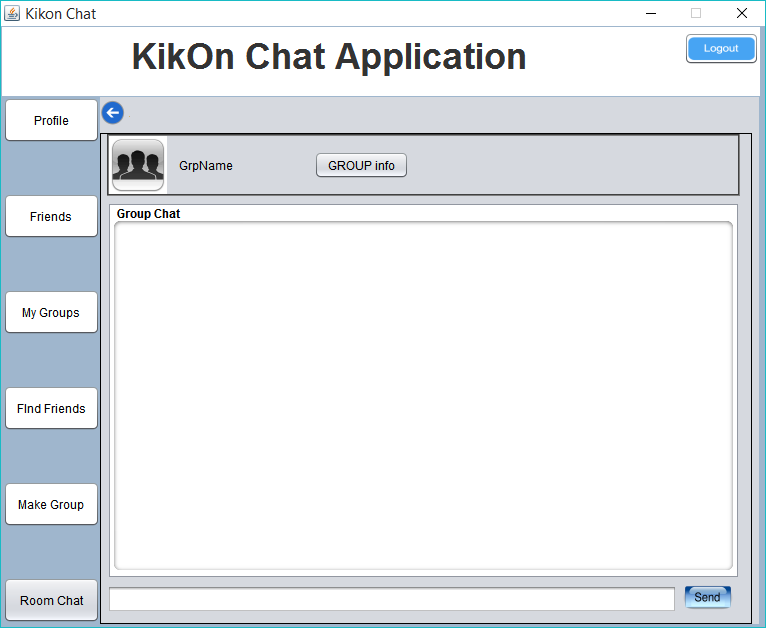 Kikon Chat
KikOn Chat Application
Logout
Profile
GrpName
GROUP info
Friends
Group Chat
My Groups
FInd Friends
Make Group
Room Chat
Send